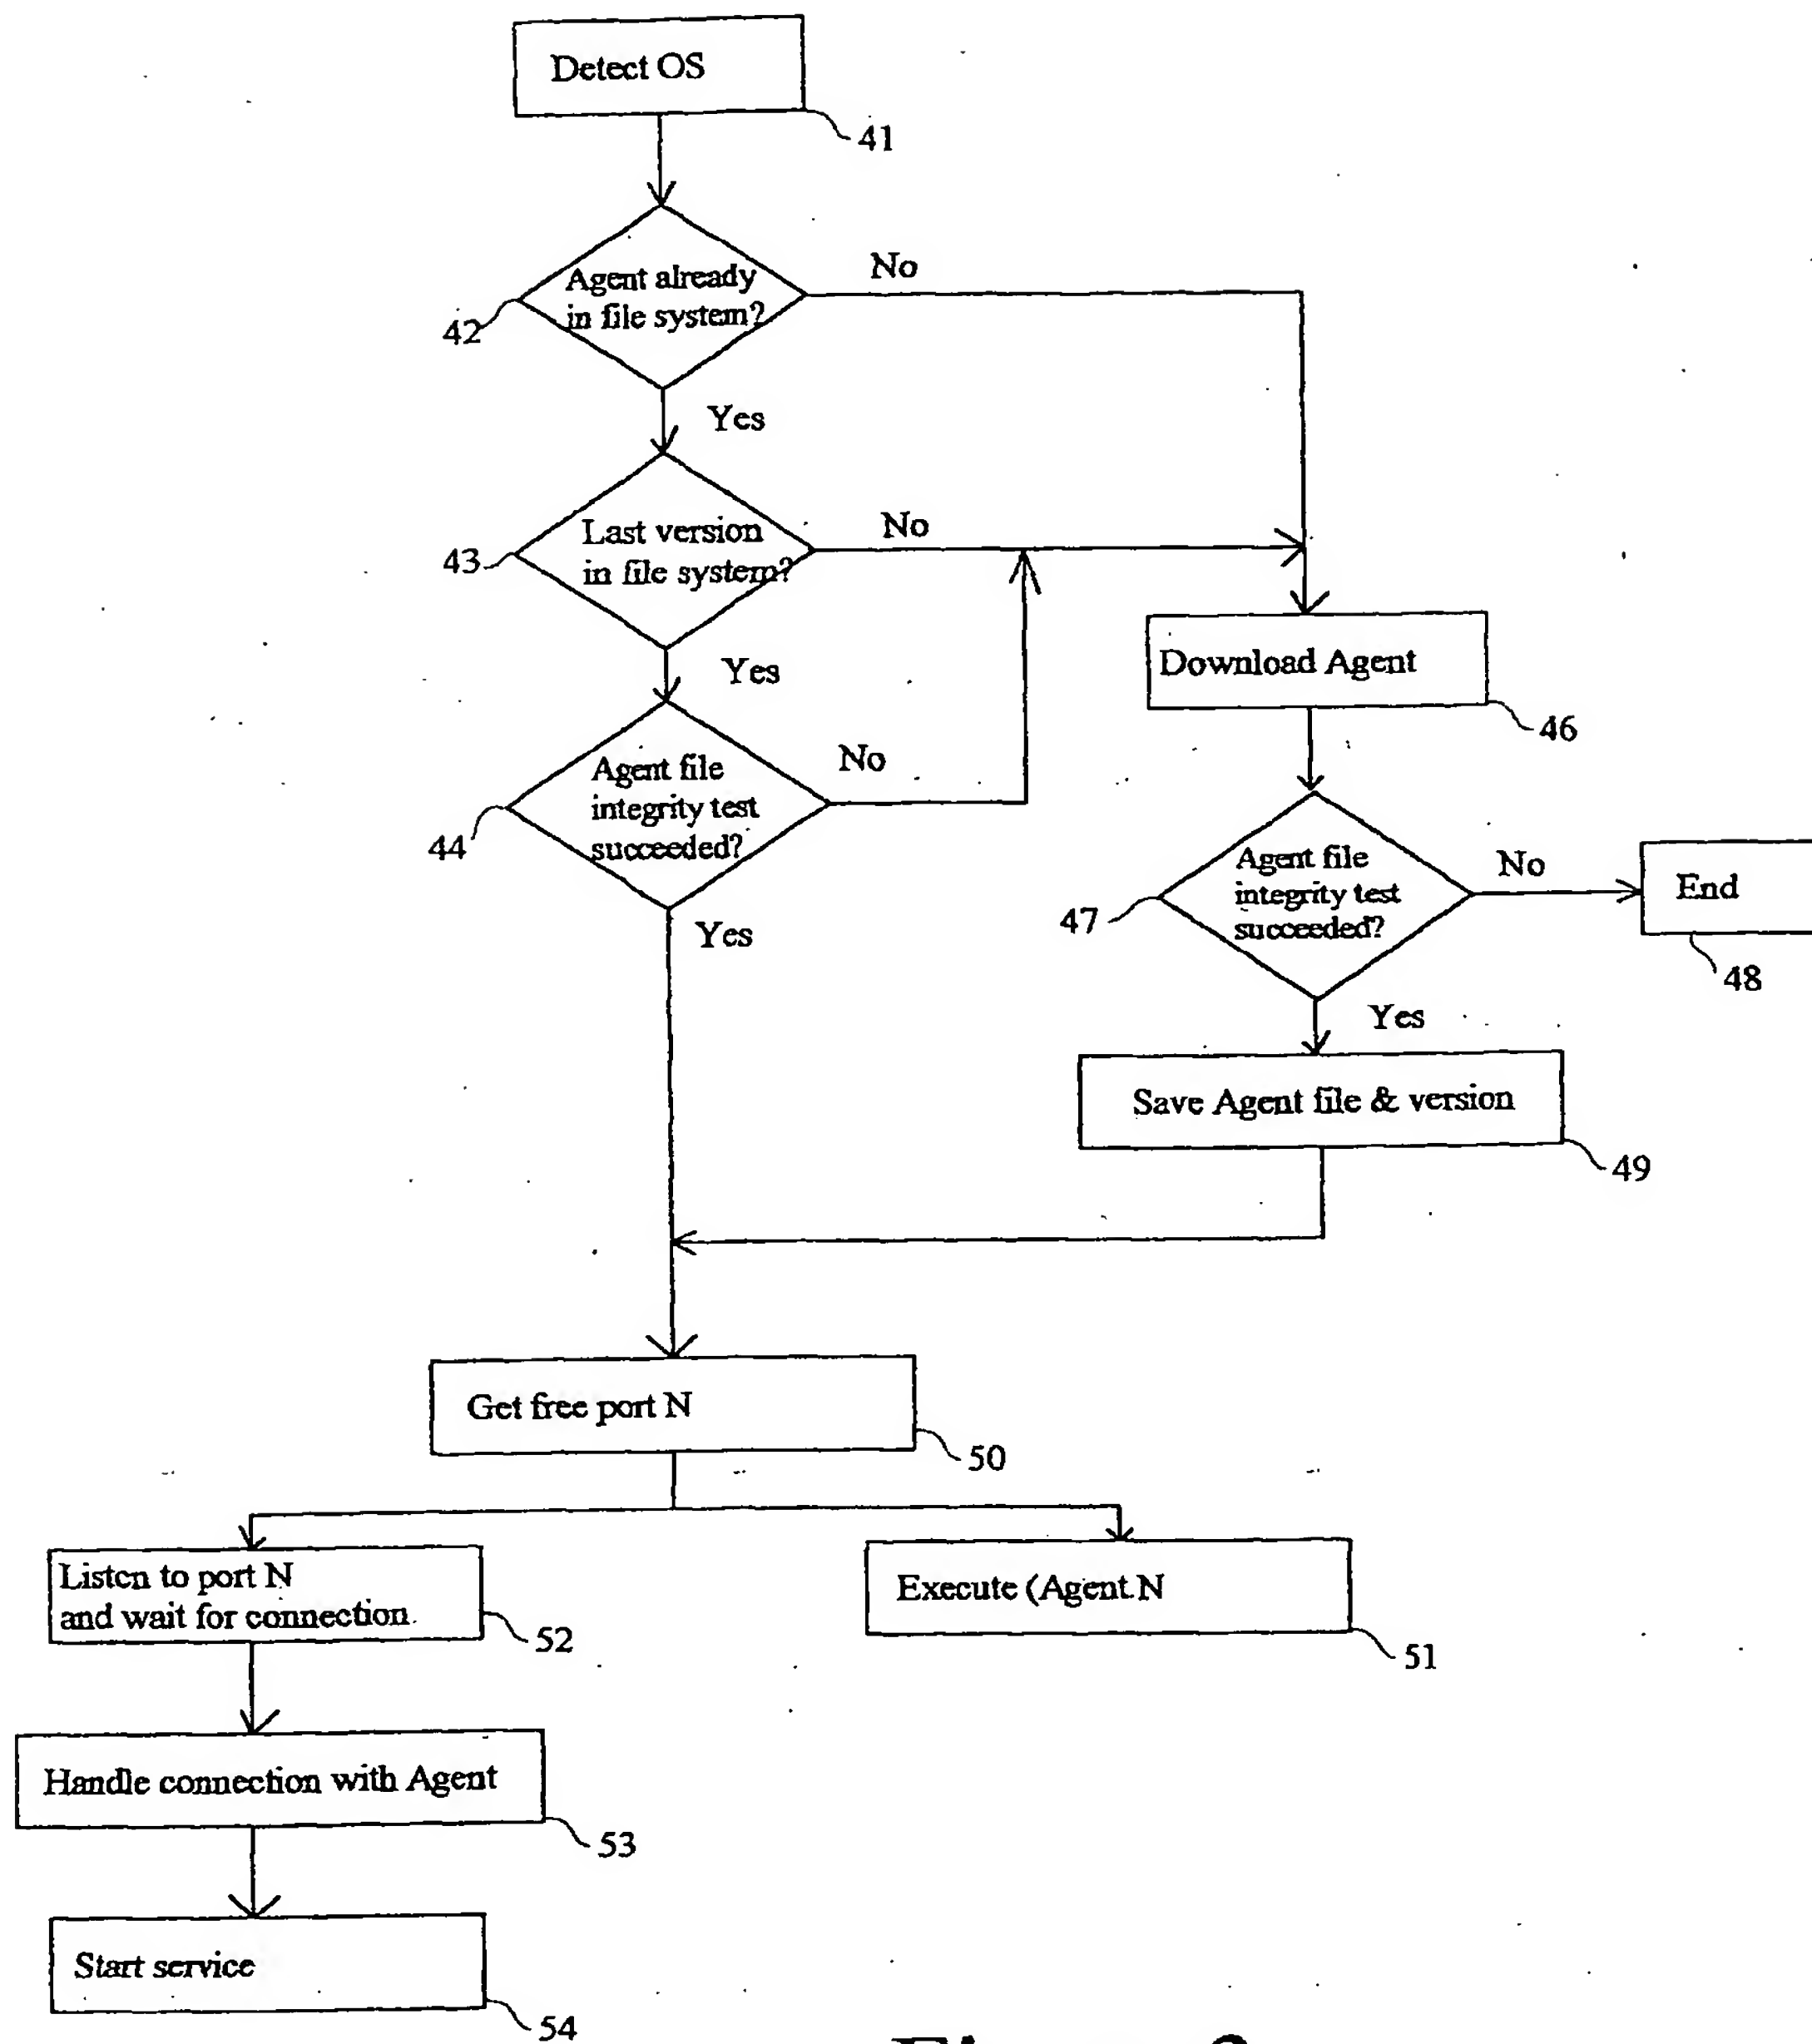 Detect OS
41
Agent already
in file system?
42
No
Yes
Last version
in file system?
43
No
Yes
Agent file
integrity test
succeeded?
44
No
Yes
Download Agent
46
Agent file
integrity test
succeeded?
47
No
End
48
Yes
Save Agent file & version
49
Get free port N
50
Listen to port N
and wait for connection.
52
Execute (Agent.N
51
Handle connection with Agent
53
Start service
54